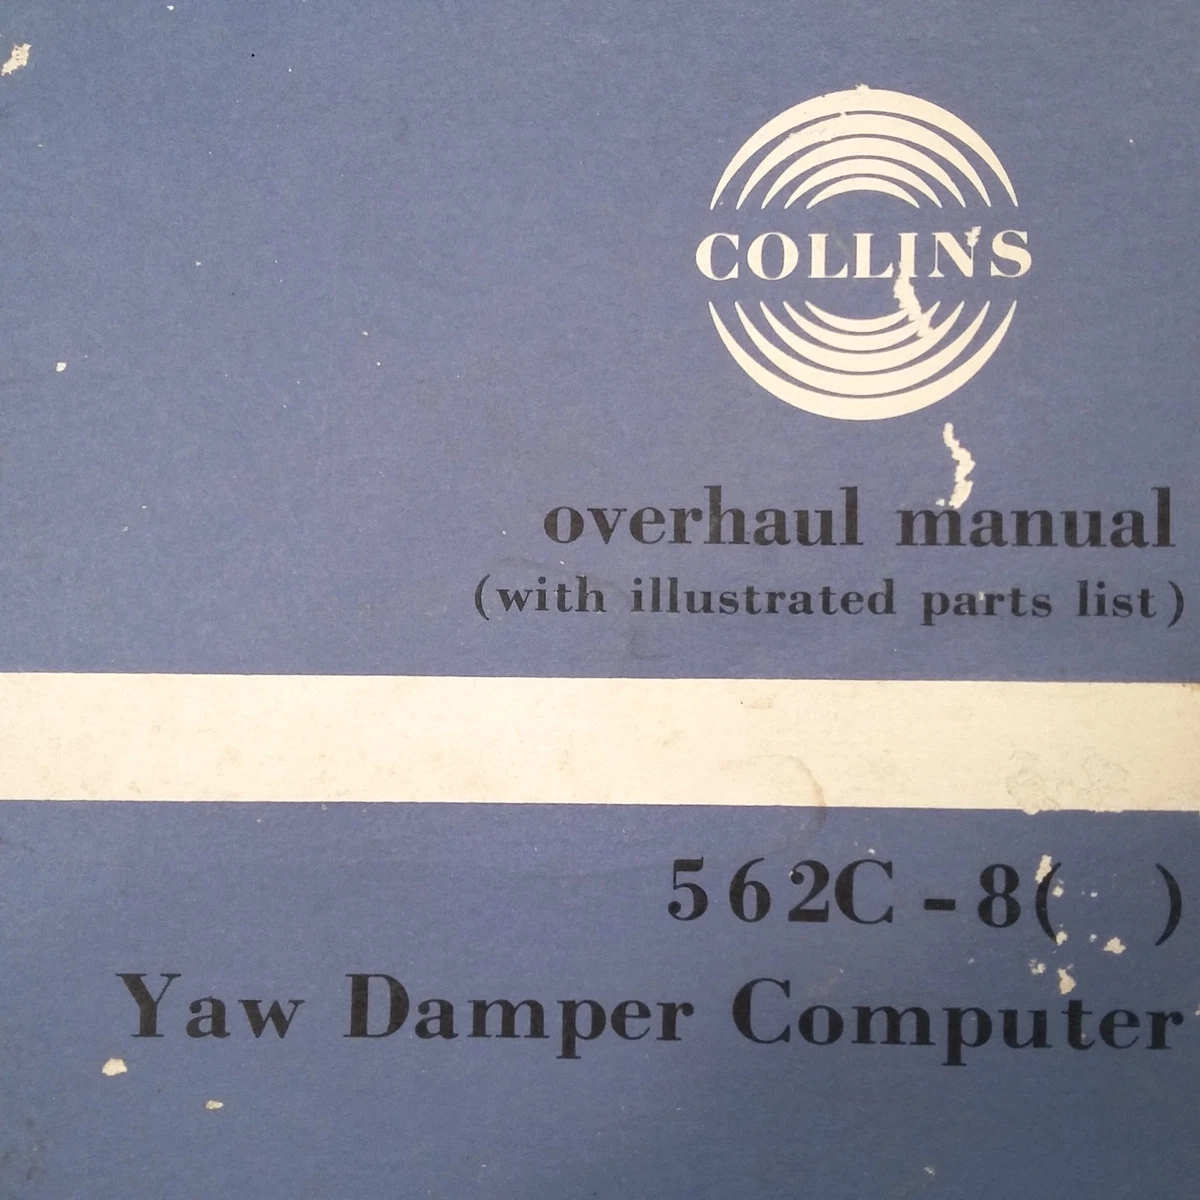 COLLINS
overhaul manual
(with illustrated parts list)
562C-8( )
Yaw Damper Computer